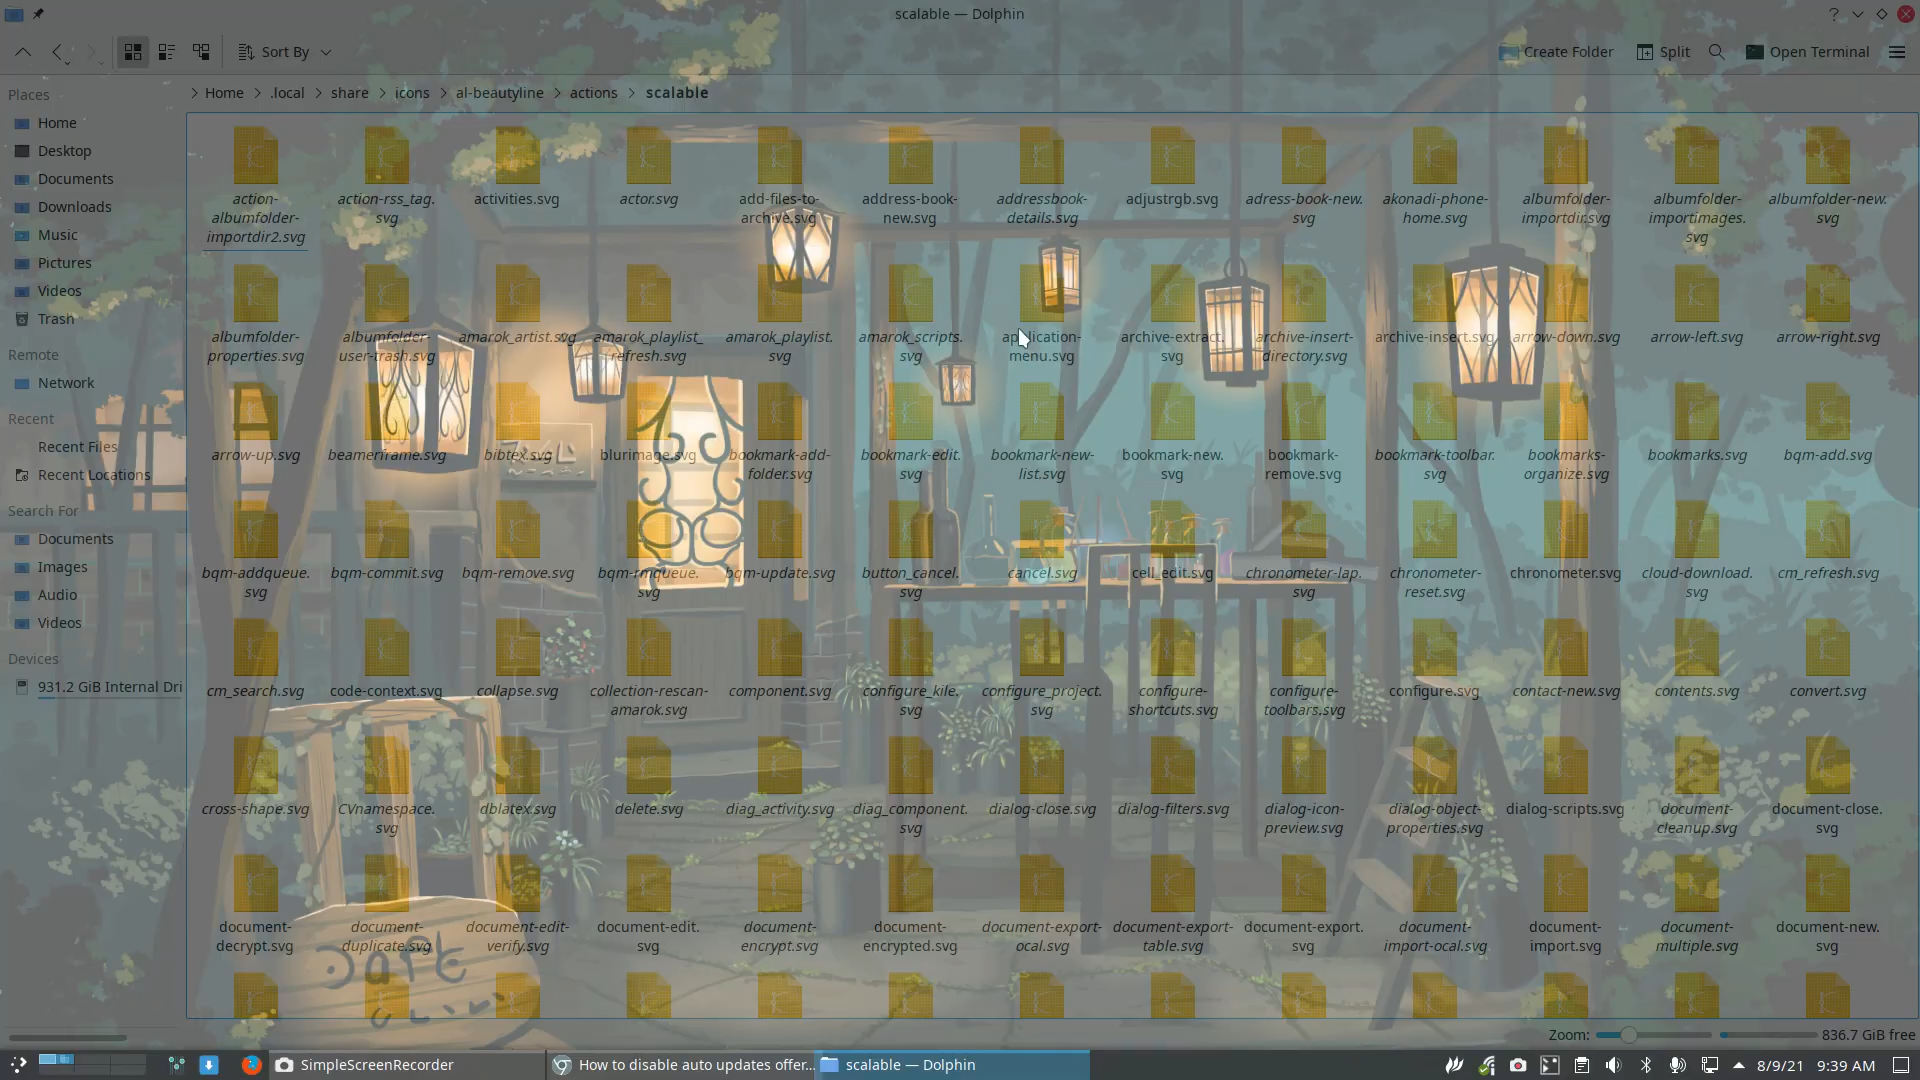 scalable — Dolphin
Sort By
Create Folder
Split
Open Terminal
Home
.local
share
icons
al-beautyline
actions
scalable
Places
Home
Desktop
Documents
Downloads
Music
Pictures
Videos
Trash
Remote
Network
Recent
Recent Files
Recent Locations
Search For
Documents
Images
Audio
Videos
Devices
931.2 GiB Internal Dri
action-
albumfolder-
importdir2.svg
action-rss_tag.
svg
activities.svg
actor.svg
add-files-to-
archive.svg
address-book-
new.svg
addressbook-
details.svg
adjustrgb.svg
adress-book-new.
svg
akonadi-phone-
home.svg
albumfolder-
importdir.svg
albumfolder-
importimages.
svg
albumfolder-new.
svg
albumfolder-
properties.svg
albumfolder-
user-trash.svg
amarok_artist.svg
amarok_playlist_
refresh.svg
amarok_playlist.
svg
amarok_scripts.
svg
application-
menu.svg
archive-extract.
svg
archive-insert-
directory.svg
archive-insert.svg
arrow-down.svg
arrow-left.svg
arrow-right.svg
arrow-up.svg
beamerframe.svg
bibtex.svg
blurimage.svg
bookmark-add-
folder.svg
bookmark-edit.
svg
bookmark-new-
list.svg
bookmark-new.
svg
bookmark-
remove.svg
bookmark-toolbar.
svg
bookmarks-
organize.svg
bookmarks.svg
bqm-add.svg
bqm-addqueue.
svg
bqm-commit.svg
bqm-remove.svg
bqm-rmqueue.
svg
bqm-update.svg
button_cancel.
svg
cancel.svg
cell_edit.svg
chronometer-lap.
svg
chronometer-
reset.svg
chronometer.svg
cloud-download.
svg
cm_refresh.svg
cm_search.svg
code-context.svg
collapse.svg
collection-rescan-
amarok.svg
component.svg
configure_kile.
svg
configure_project.
svg
configure-
shortcuts.svg
configure-
toolbars.svg
configure.svg
contact-new.svg
contents.svg
convert.svg
cross-shape.svg
CVnamespace.
svg
dblatex.svg
delete.svg
diag_activity.svg
diag_component.
svg
dialog-close.svg
dialog-filters.svg
dialog-icon-
preview.svg
dialog-object-
properties.svg
dialog-scripts.svg
document-
cleanup.svg
document-close.
svg
document-
decrypt.svg
document-
duplicate.svg
document-edit-
verify.svg
document-edit.
svg
document-
encrypt.svg
document-
encrypted.svg
document-export-
ocal.svg
document-export-
table.svg
document-export.
svg
document-
import-ocal.svg
document-
import.svg
document-
multiple.svg
document-new.
svg
Zoom:
836.7 GiB free
SimpleScreenRecorder
How to disable auto updates offer...
scalable — Dolphin
8/9/21
9:39 AM